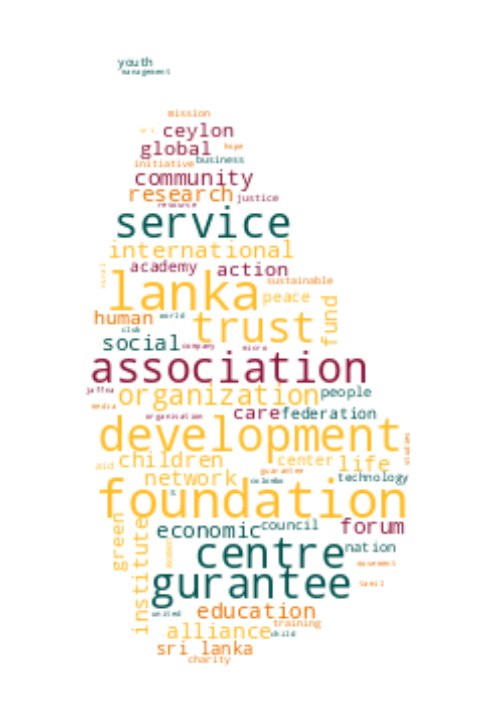 youth
management
mission
ceylon
global hope
initiative business
community
research justice
resource
service
international
academy action
lanka sustainable
peace
human world trust fund
club
social company micro
association
jaffna organization people
media
organisation care federation
development
children center life studies
aid guarantee
network colombo technology
foundation
green institute economic council forum
centre nation
movement
gurantee tamil
united education
alliance child training
sri lanka
charity